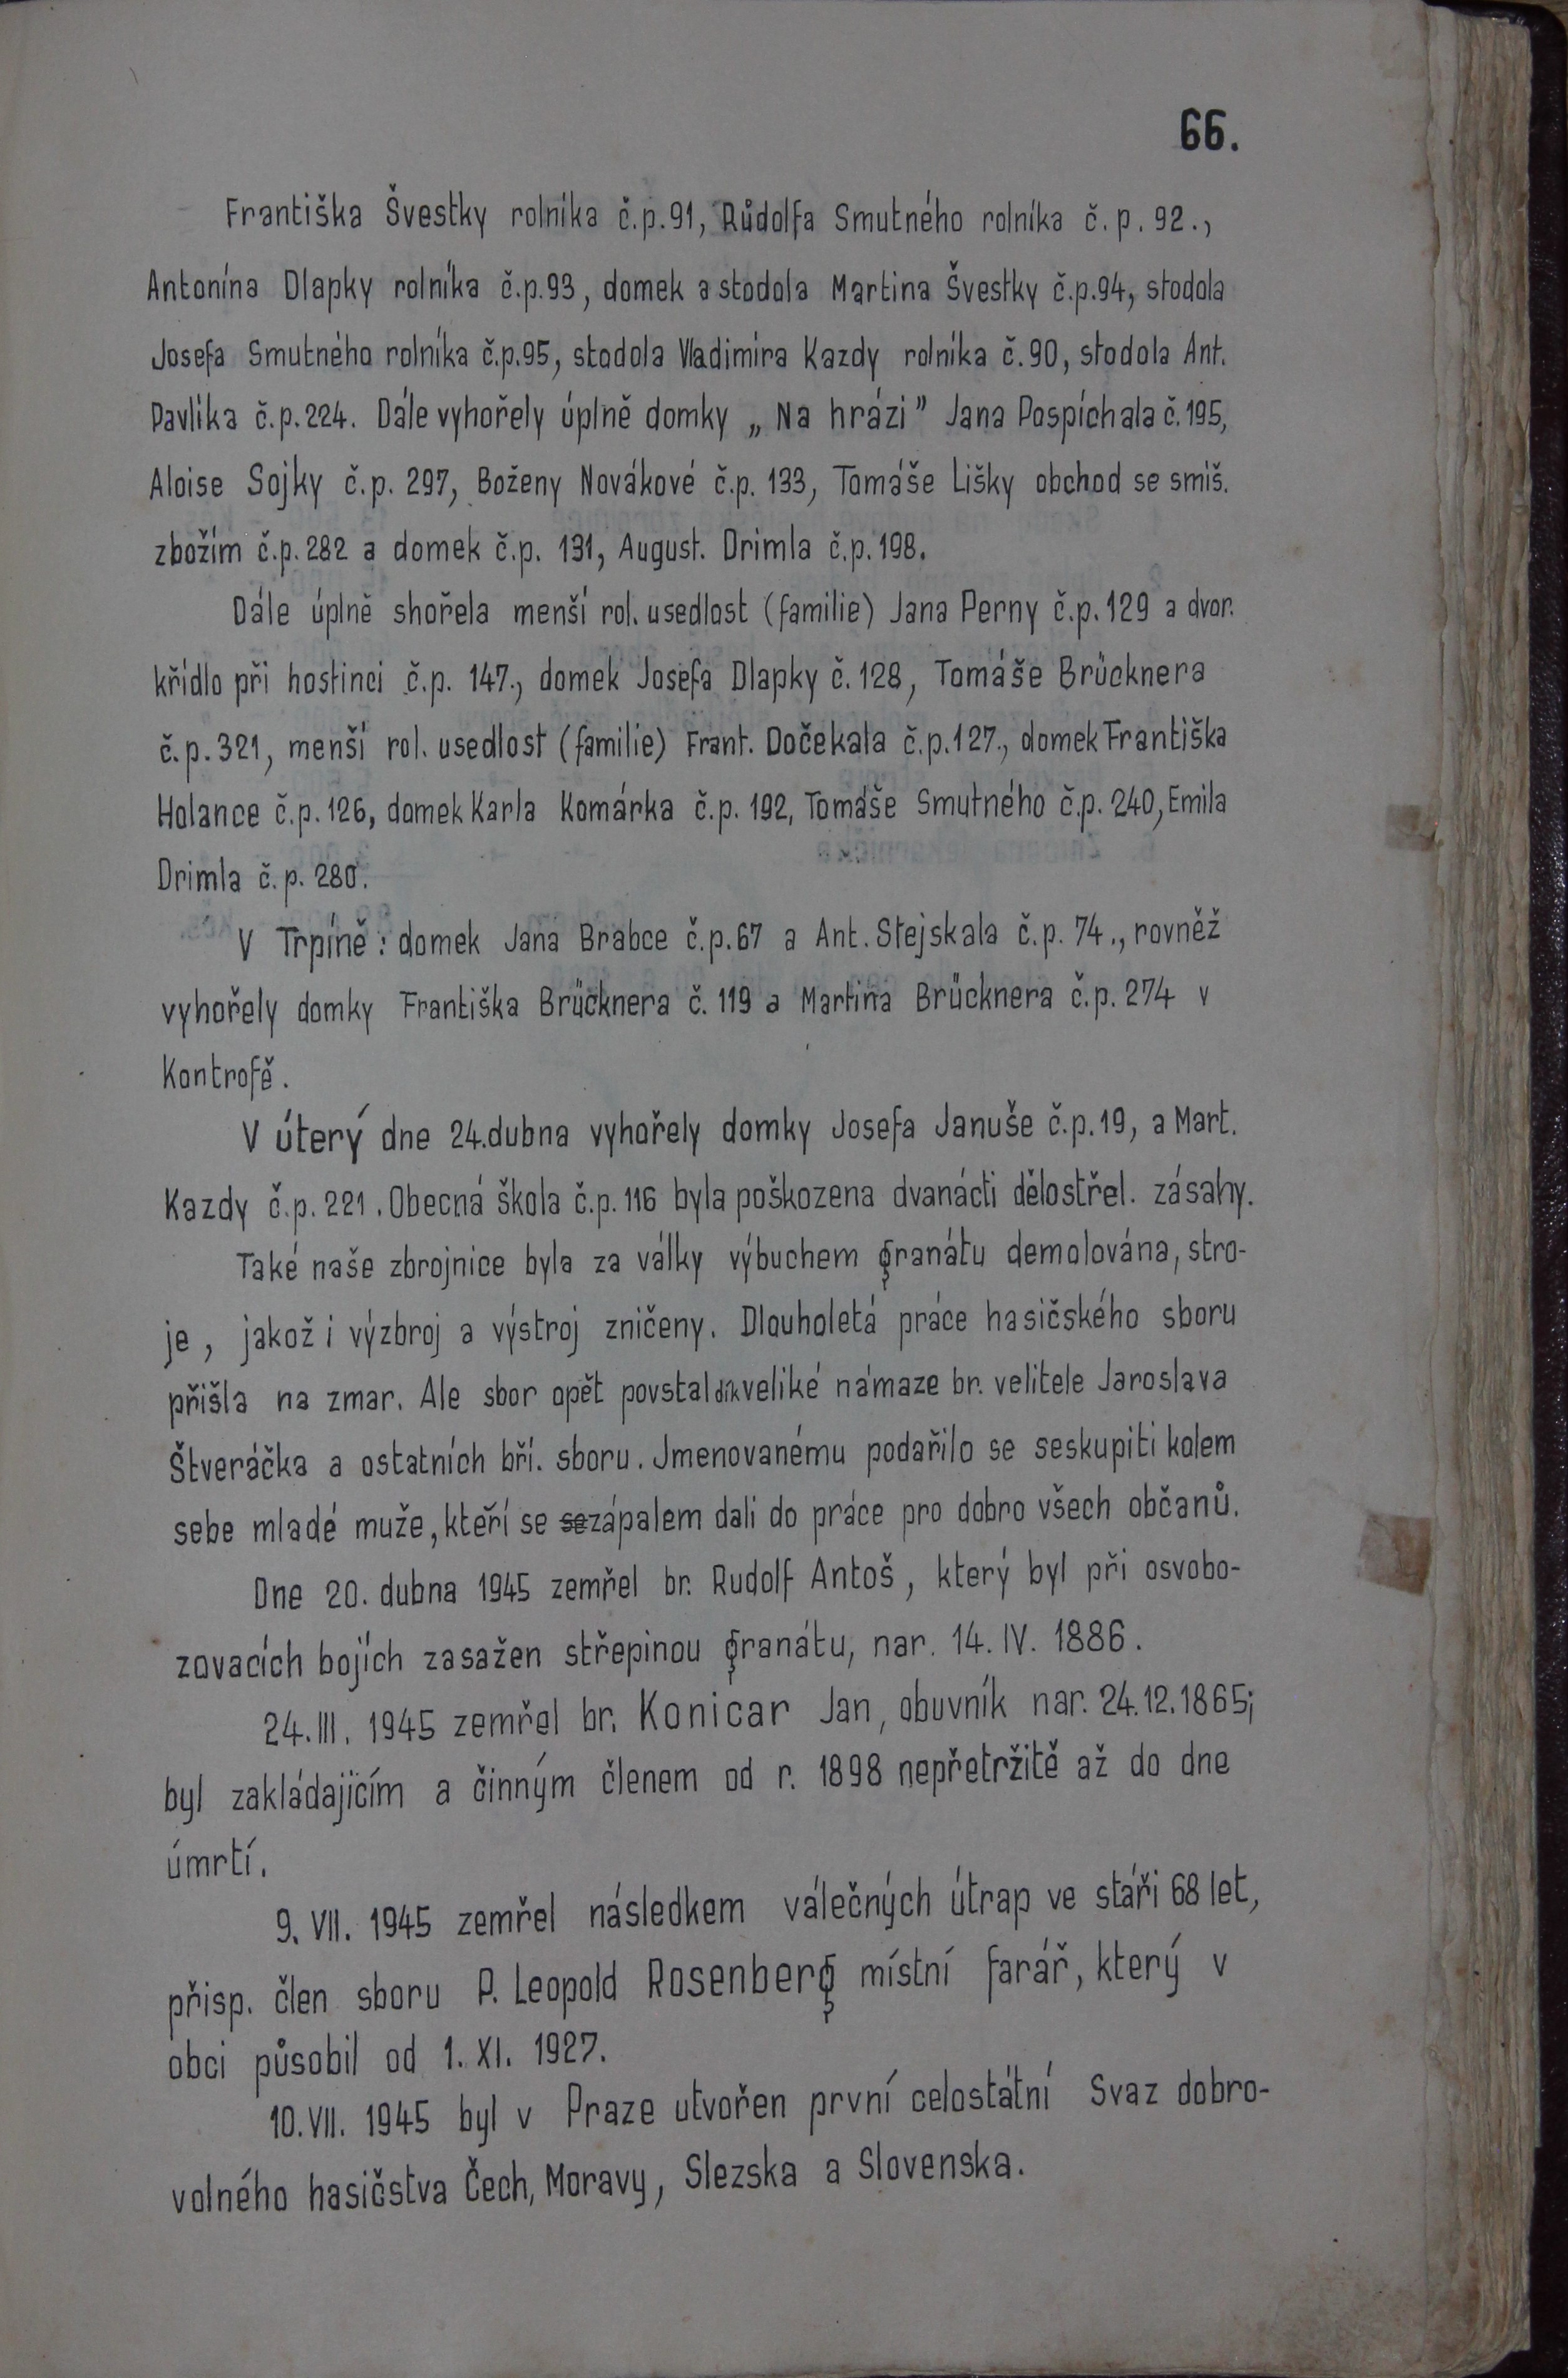 66.
Františka Švestky rolníka č.p.91, Růdolfa Smutného rolníka č.p.92.,
Antonína Dlapky rolníka č.p.93, domek a stodola Martina Švestky č.p.94, stodola
Josefa Smutného rolníka č.p.95, stodola Vladimíra Kazdy rolníka č.90, stodola Ant.
Pavlíka č.p.224. Dále vyhořely úplně domky „Na hrázi" Jana Pospíchala č.195,
Aloise Sojky č.p. 297, Boženy Novákové č.p. 133, Tomáše Lišky obchod se smíš.
zbožím č.p.282 a domek č.p. 131, August. Drimla č.p.198.
Dále úplně shořela menší rol. usedlost (familie) Jana Perny č.p.129 a dvor.
křídlo při hostinci č.p. 147., domek Josefa Dlapky č.128, Tomáše Brücknera
č.p.321, menší rol. usedlost (familie) Frant. Dočekala č.p.127., domek Františka
Holance č.p.126, domek Karla Komárka č.p. 192, Tomáše Smutného č.p. 240, Emila
Drimla č.p. 280.
V Trpíně: domek Jana Brabce č.p.67 a Ant. Stejskala č.p. 74., rovněž
vyhořely domky Františka Brücknera č. 119 a Martina Brücknera č.p. 274 v
Kontrofě.
V úterý dne 24.dubna vyhořely domky Josefa Januše č.p.19, a Mart.
Kazdy č.p. 221. Obecná škola č.p. 116 byla poškozena dvanácti dělostřel. zásahy.
Také naše zbrojnice byla za války výbuchem granátu demolována, stro-
je, jakož i výzbroj a výstroj zničeny. Dlouholetá práce hasičského sboru
přišla na zmar. Ale sbor opět povstal dík veliké námaze br. velitele Jaroslava
Štveráčka a ostatních bří. sboru. Jmenovanému podařilo se seskupiti kolem
sebe mladé muže, kteří se se zápalem dali do práce pro dobro všech občanů.
Dne 20. dubna 1945 zemřel br. Rudolf Antoš, který byl při osvobo-
zovacích bojích zasažen střepinou granátu, nar. 14. IV. 1886.
24. III. 1945 zemřel br. Konicar Jan, obuvník nar. 24.12.1865;
byl zakládajícím a činným členem od r. 1898 nepřetržitě až do dne
úmrtí.
9. VII. 1945 zemřel následkem válečných útrap ve stáří 68 let,
přisp. člen sboru P. Leopold Rosenberg místní farář, který v
obci působil od 1. XI. 1927.
10. VII. 1945 byl v Praze utvořen první celostátní Svaz dobro-
volného hasičstva Čech, Moravy, Slezska a Slovenska.